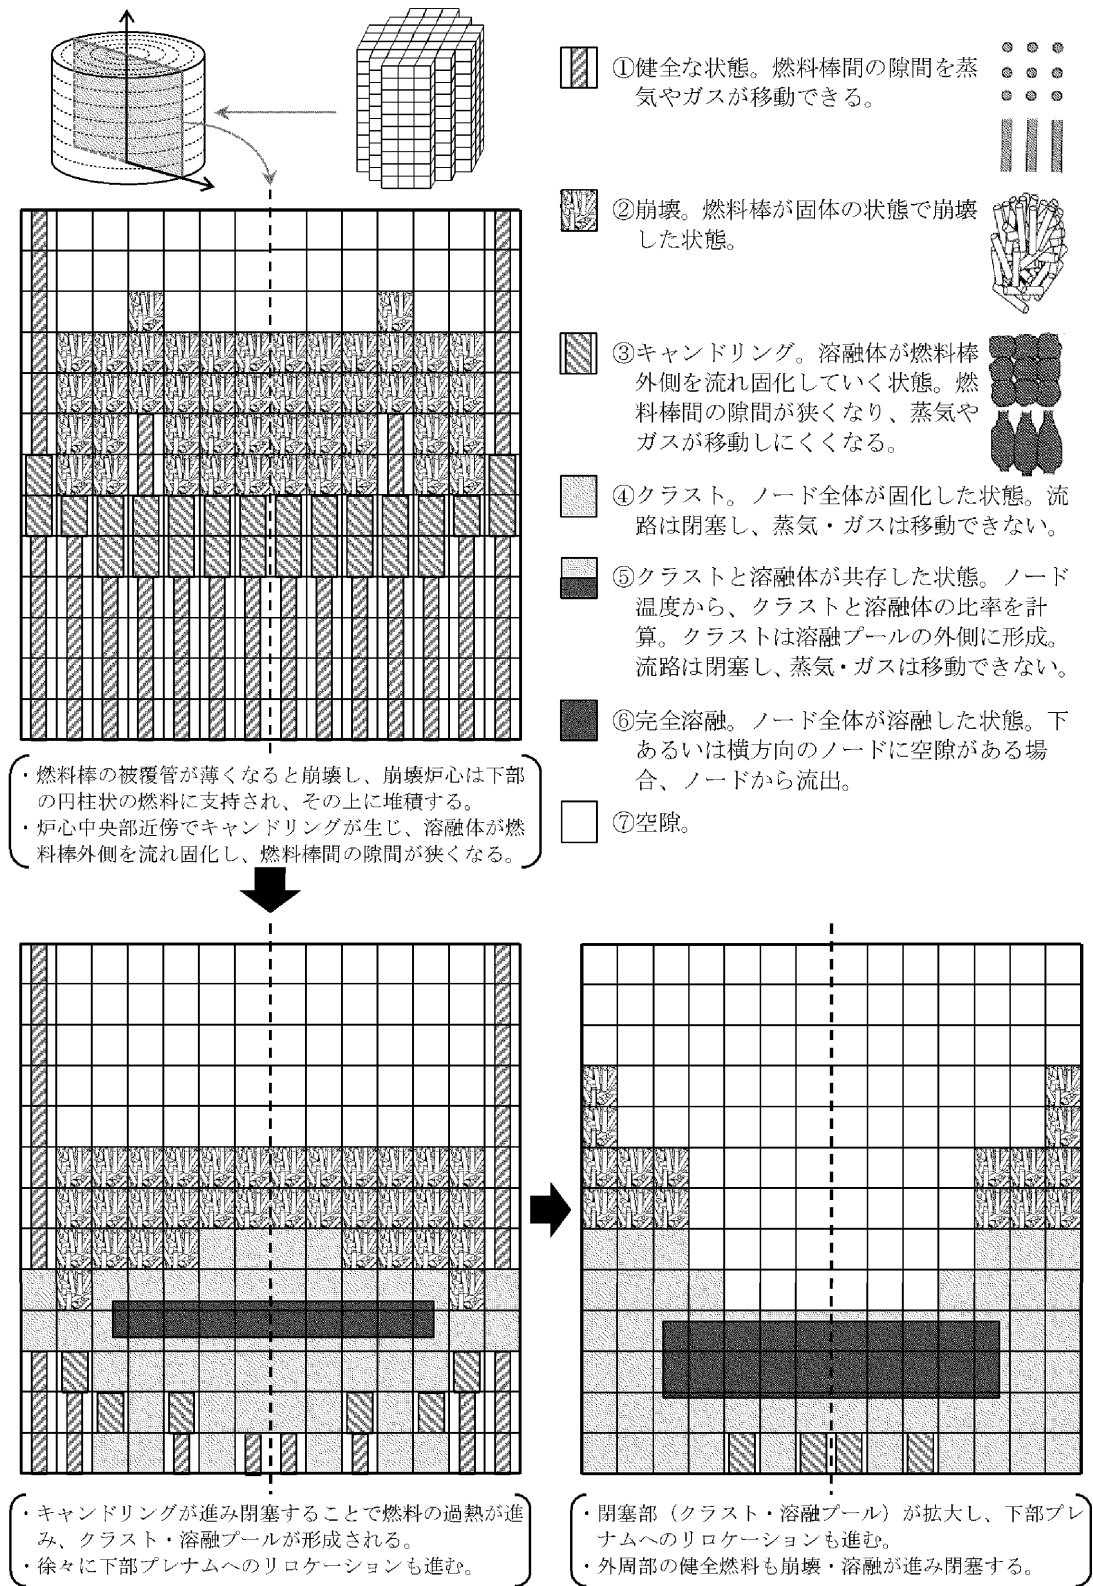 ①健全な状態。燃料棒間の隙間を蒸
気やガスが移動できる。
②崩壊。燃料棒が固体の状態で崩壊
した状態。
③キャンドリング。溶融体が燃料棒
外側を流れ固化していく状態。燃
料棒間の隙間が狭くなり、蒸気や
ガスが移動しにくくなる。
④クラスト。ノード全体が固化した状態。流
路は閉塞し、蒸気・ガスは移動できない。
⑤クラストと溶融体が共存した状態。ノード
温度から、クラストと溶融体の比率を計
算。クラストは溶融プールの外側に形成。
流路は閉塞し、蒸気・ガスは移動できない。
⑥完全溶融。ノード全体が溶融した状態。下
あるいは横方向のノードに空隙がある場
合、ノードから流出。
⑦空隙。
・燃料棒の被覆管が薄くなると崩壊し、崩壊炉心は下部
の円柱状の燃料に支持され、その上に堆積する。
・炉心中央部近傍でキャンドリングが生じ、溶融体が燃
料棒外側を流れ固化し、燃料棒間の隙間が狭くなる。
・キャンドリングが進み閉塞することで燃料の過熱が進
み、クラスト・溶融プールが形成される。
・徐々に下部プレナムへのリロケーションも進む。
・閉塞部（クラスト・溶融プール）が拡大し、下部プレ
ナムへのリロケーションも進む。
・外周部の健全燃料も崩壊・溶融が進み閉塞する。